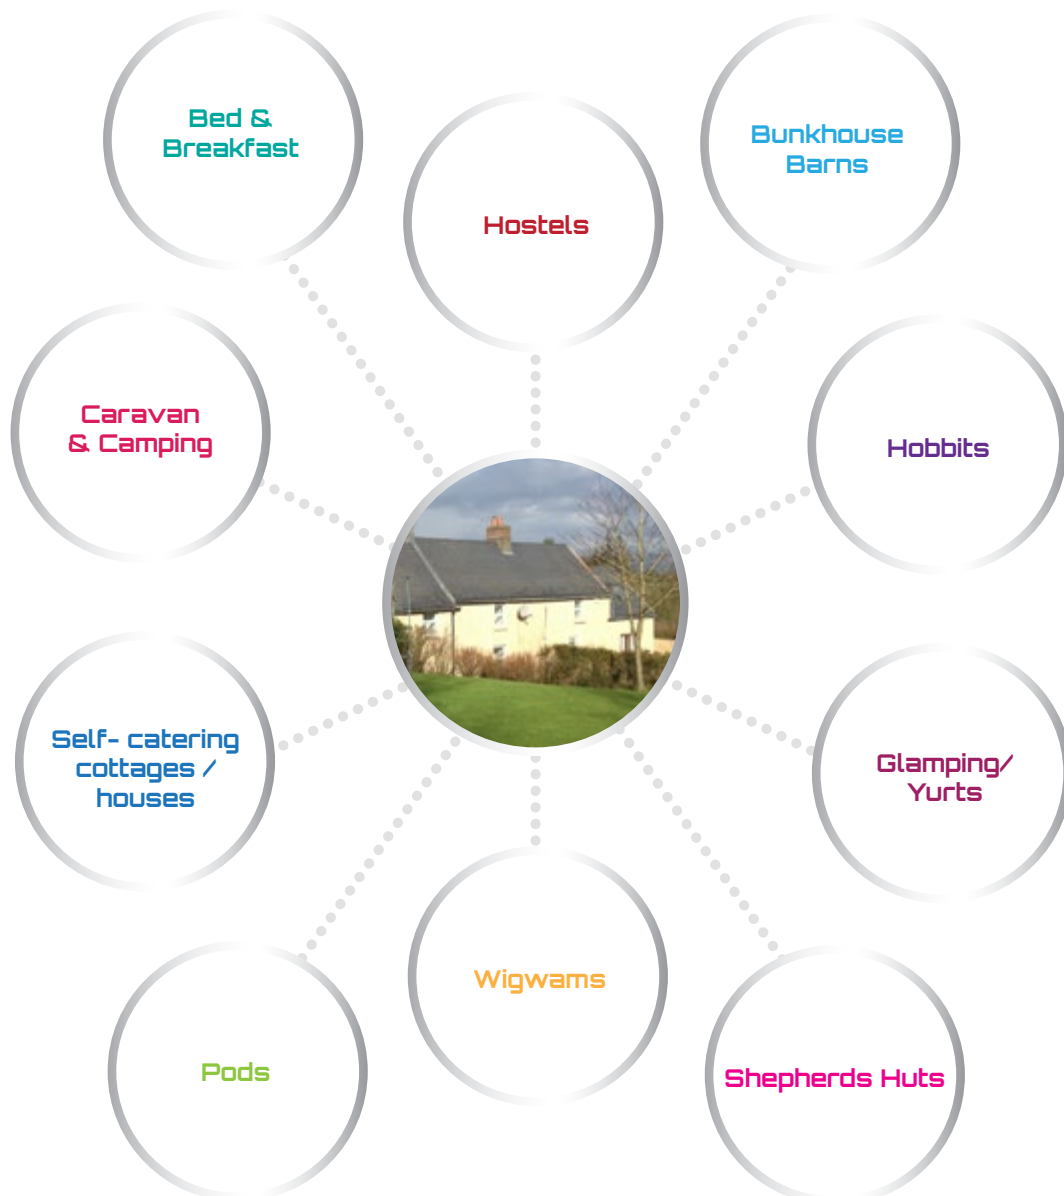 Bed &
Breakfast
Hostels
Bunkhouse
Barns
Caravan
& Camping
Hobbits
Self- catering
cottages /
houses
Glamping/
Yurts
Pods
Wigwams
Shepherds Huts